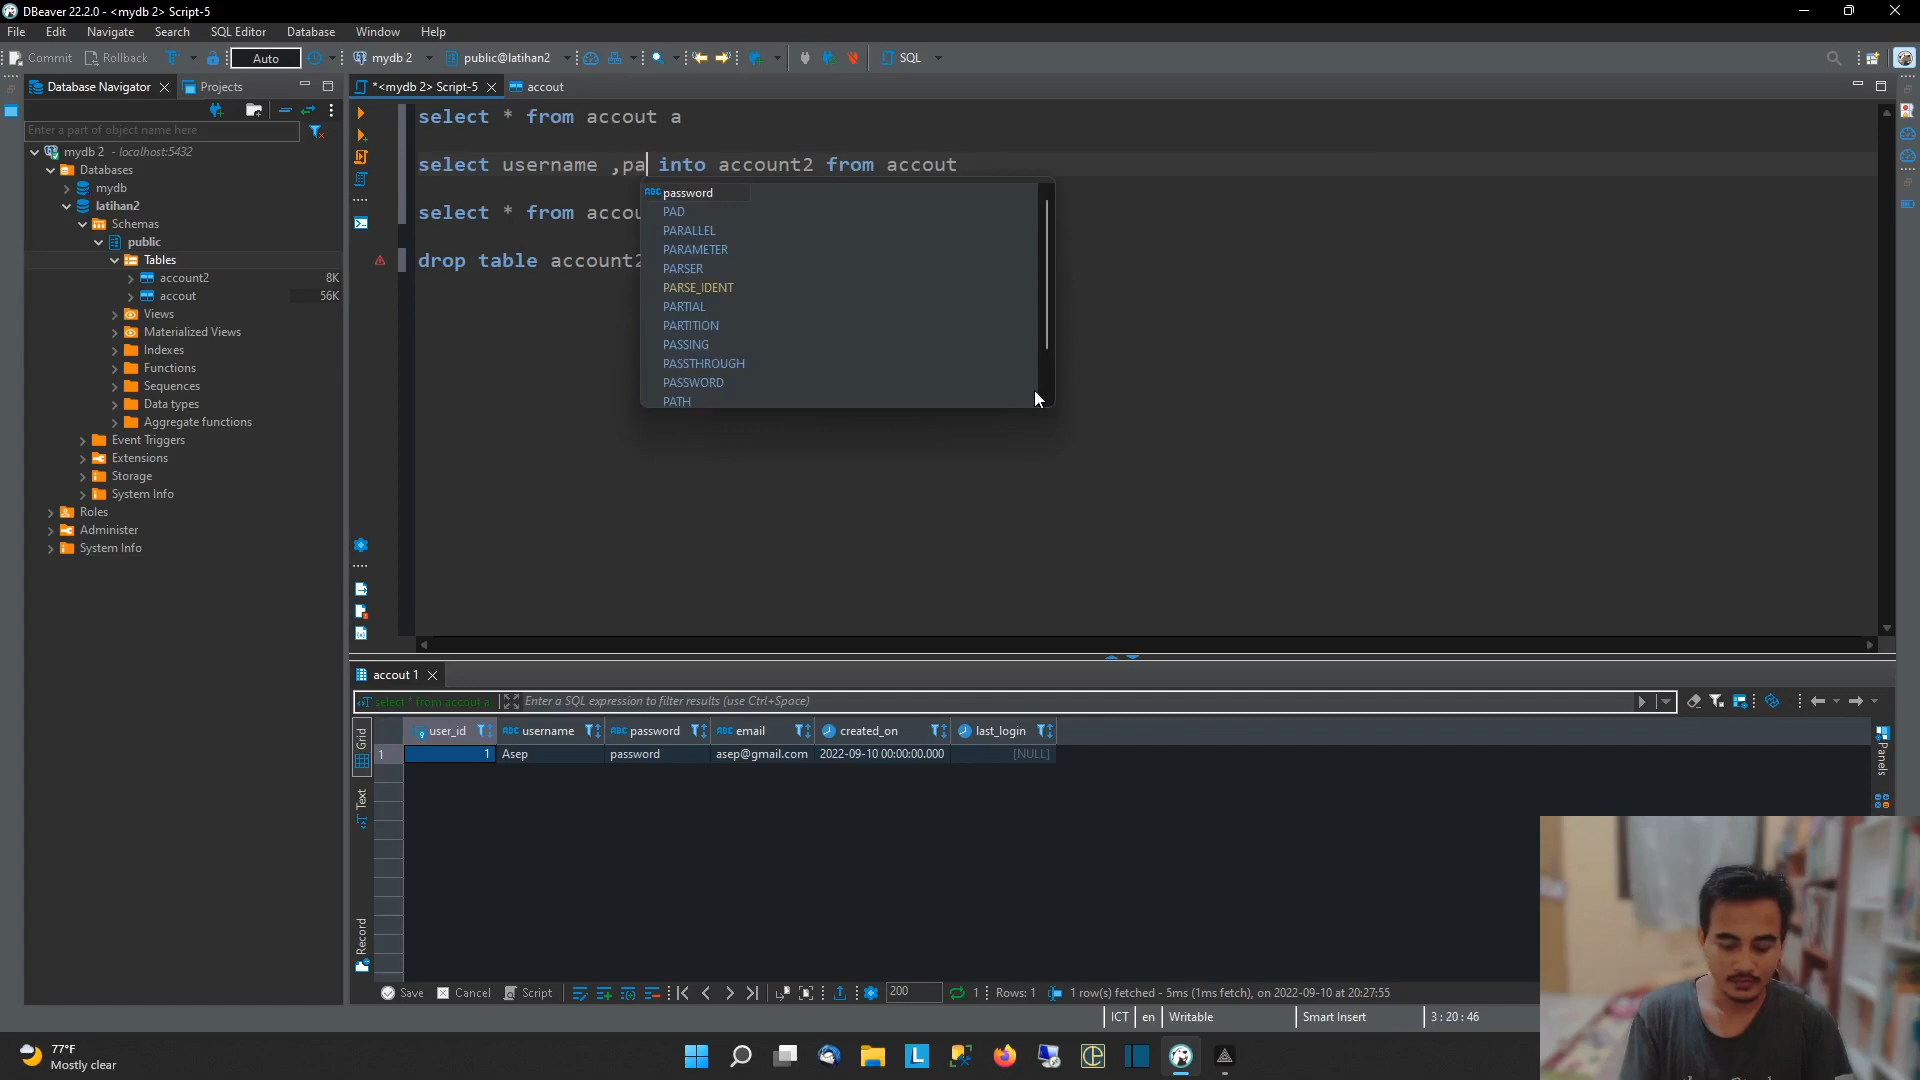 DBeaver 22.2.0 - <mydb 2> Script-5
File Edit Navigate Search SQL Editor Database Window Help
Commit Rollback Auto mydb 2 public@latihan2 SQL
Database Navigator Projects
*<mydb 2> Script-5 accout
Enter a part of object name here
mydb 2 - localhost:5432
Databases
mydb
latihan2
Schemas
public
Tables
account2 8K
accout 56K
Views
Materialized Views
Indexes
Functions
Sequences
Data types
Aggregate functions
Event Triggers
Extensions
Storage
System Info
Roles
Administer
System Info
select * from accout a
select username ,pa into account2 from accout
select * from accou
drop table account2
password
PAD
PARALLEL
PARAMETER
PARSER
PARSE_IDENT
PARTIAL
PARTITION
PASSING
PASSTHROUGH
PASSWORD
PATH
accout 1
select * from accout a Enter a SQL expression to filter results (use Ctrl+Space)
Grid
Text
Record
Panels
user_id username password email created_on last_login
1 1 Asep password asep@gmail.com 2022-09-10 00:00:00.000 [NULL]
Save Cancel Script 200 1 Rows: 1 1 row(s) fetched - 5ms (1ms fetch), on 2022-09-10 at 20:27:55
ICT en Writable Smart Insert 3 : 20 : 46
77°F
Mostly clear